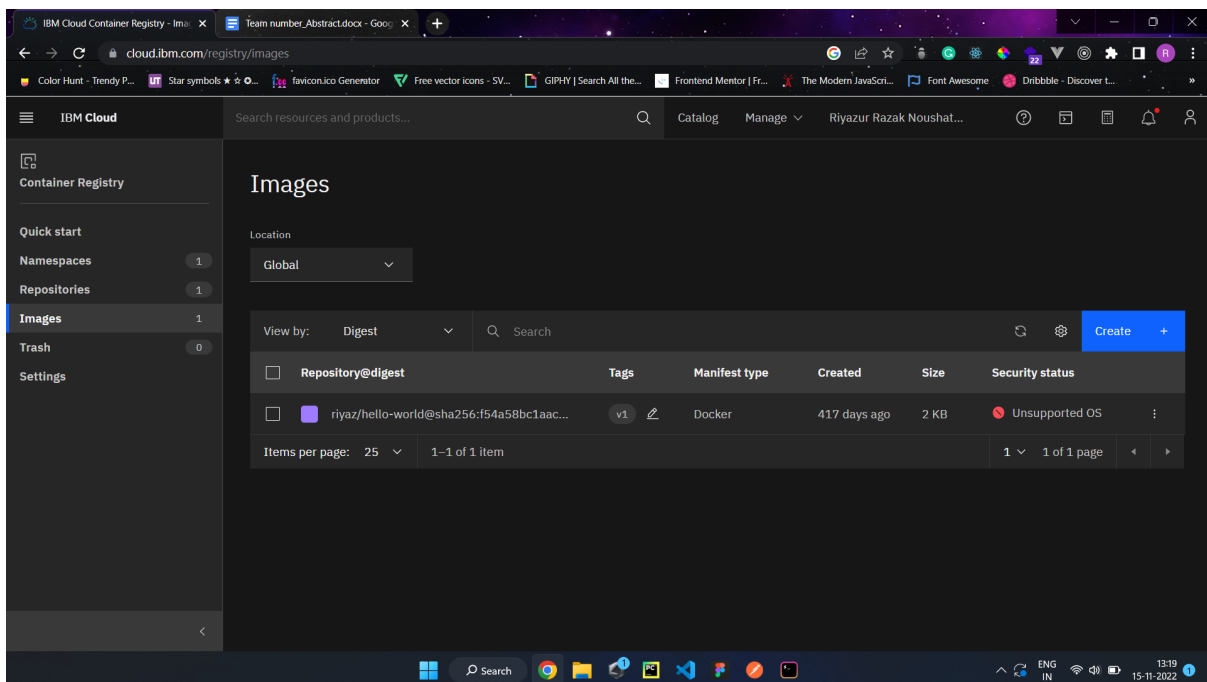 IBM Cloud Container Registry - Imag
Team number_Abstract.docx - Goog
cloud.ibm.com/registry/images
22
R
Color Hunt - Trendy P...
UT
Star symbols ★ ☆ ✪...
favicon.ico Generator
Free vector icons - SV...
GIPHY | Search All the...
Frontend Mentor | Fr...
The Modern JavaScri...
Font Awesome
Dribbble - Discover t...
»
IBM Cloud
Search resources and products...
Catalog
Manage
Riyazur Razak Noushat...
Container Registry
Quick start
Namespaces 1
Repositories 1
Images 1
Trash 0
Settings
Images
Location
Global
View by: Digest
Search
Create +
Repository@digest Tags Manifest type Created Size Security status
riyaz/hello-world@sha256:f54a58bc1aac... v1 Docker 417 days ago 2 KB Unsupported OS
Items per page: 25 1–1 of 1 item 1 1 of 1 page
Search
1
PC
ENG
IN
13:19
15-11-2022
1